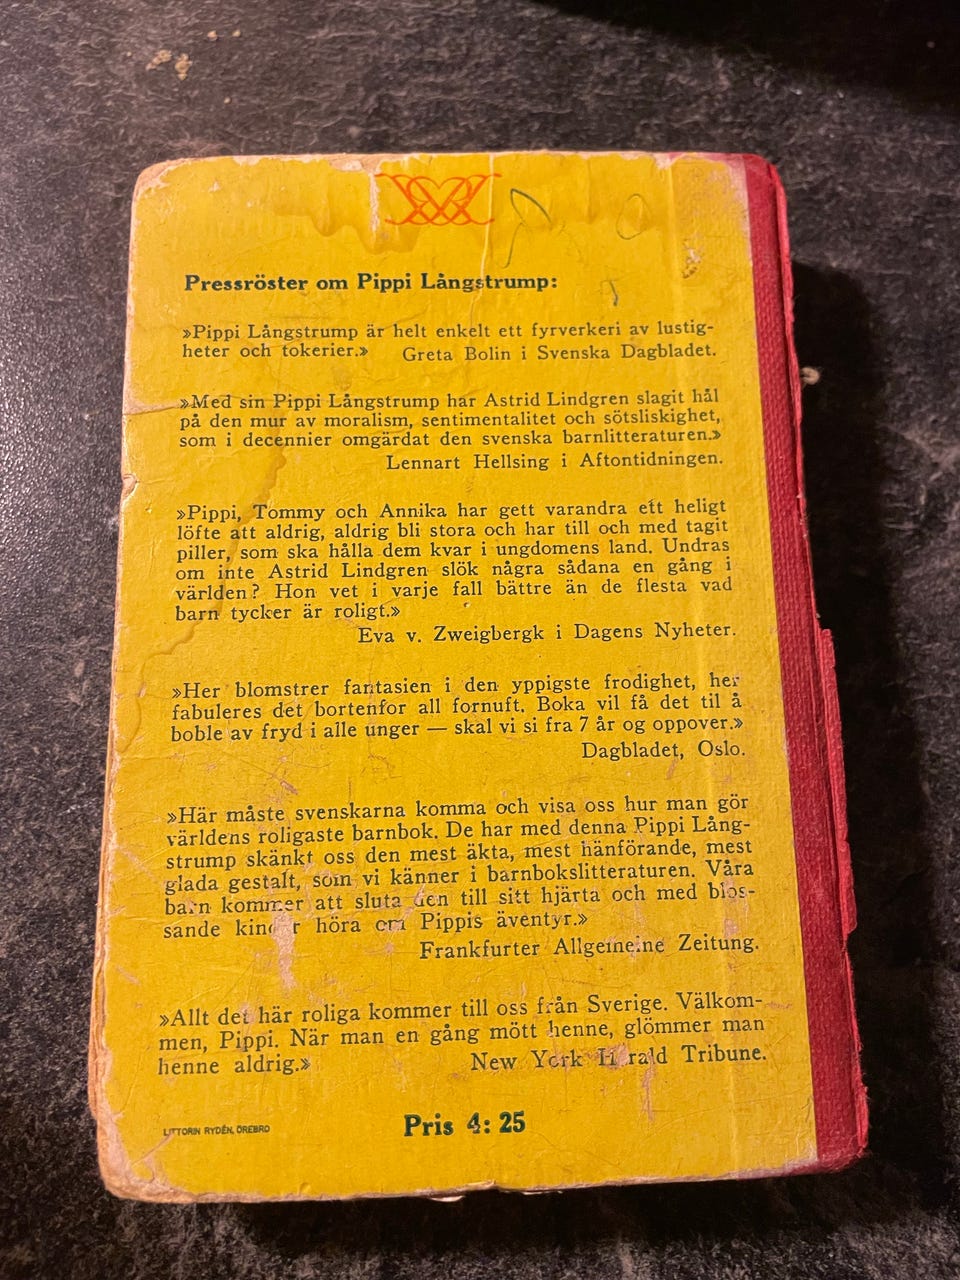 Pressröster om Pippi Långstrump:
»Pippi Långstrump är helt enkelt ett fyrverkeri av lustig-
heter och tokerier.» Greta Bolin i Svenska Dagbladet.
»Med sin Pippi Långstrump har Astrid Lindgren slagit hål
på den mur av moralism, sentimentalitet och sötsliskighet,
som i decennier omgärdat den svenska barnlitteraturen.»
Lennart Hellsing i Aftontidningen.
»Pippi, Tommy och Annika har gett varandra ett heligt
löfte att aldrig, aldrig bli stora och har till och med tagit
piller, som ska hålla dem kvar i ungdomens land. Undras
om inte Astrid Lindgren slök några sådana en gång i
världen? Hon vet i varje fall bättre än de flesta vad
barn tycker är roligt.»
Eva v. Zweigbergk i Dagens Nyheter.
»Her blomstrer fantasien i den yppigste frodighet, her
fabuleres det bortenfor all fornuft. Boka vil få det til å
boble av fryd i alle unger — skal vi si fra 7 år og oppover.»
Dagbladet, Oslo.
»Här måste svenskarna komma och visa oss hur man gör
världens roligaste barnbok. De har med denna Pippi Lång-
strump skänkt oss den mest äkta, mest hänförande, mest
glada gestalt, som vi känner i barnbokslitteraturen. Våra
barn kommer att sluta den till sitt hjärta och med blos-
sande kinder höra om Pippis äventyr.»
Frankfurter Allgemeine Zeitung.
»Allt det här roliga kommer till oss från Sverige. Välkom-
men, Pippi. När man en gång mött henne, glömmer man
henne aldrig.» New York Herald Tribune.
LITTORIN RYDÉN, ÖREBRO Pris 4: 25